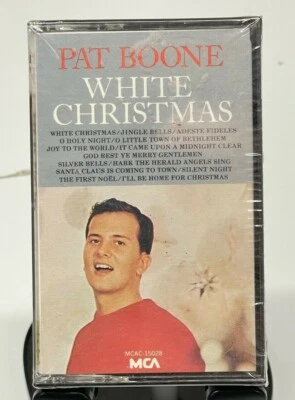 PAT BOONE
WHITE
CHRISTMAS
WHITE CHRISTMAS/JINGLE BELLS/ADESTE FIDELES
O HOLY NIGHT/O LITTLE TOWN OF BETHLEHEM
JOY TO THE WORLD/IT CAME UPON A MIDNIGHT CLEAR
GOD REST YE MERRY GENTLEMEN
SILVER BELLS/HARK THE HERALD ANGELS SING
SANTA CLAUS IS COMING TO TOWN/SILENT NIGHT
THE FIRST NOËL/I'LL BE HOME FOR CHRISTMAS
MCAC-15028
MCA